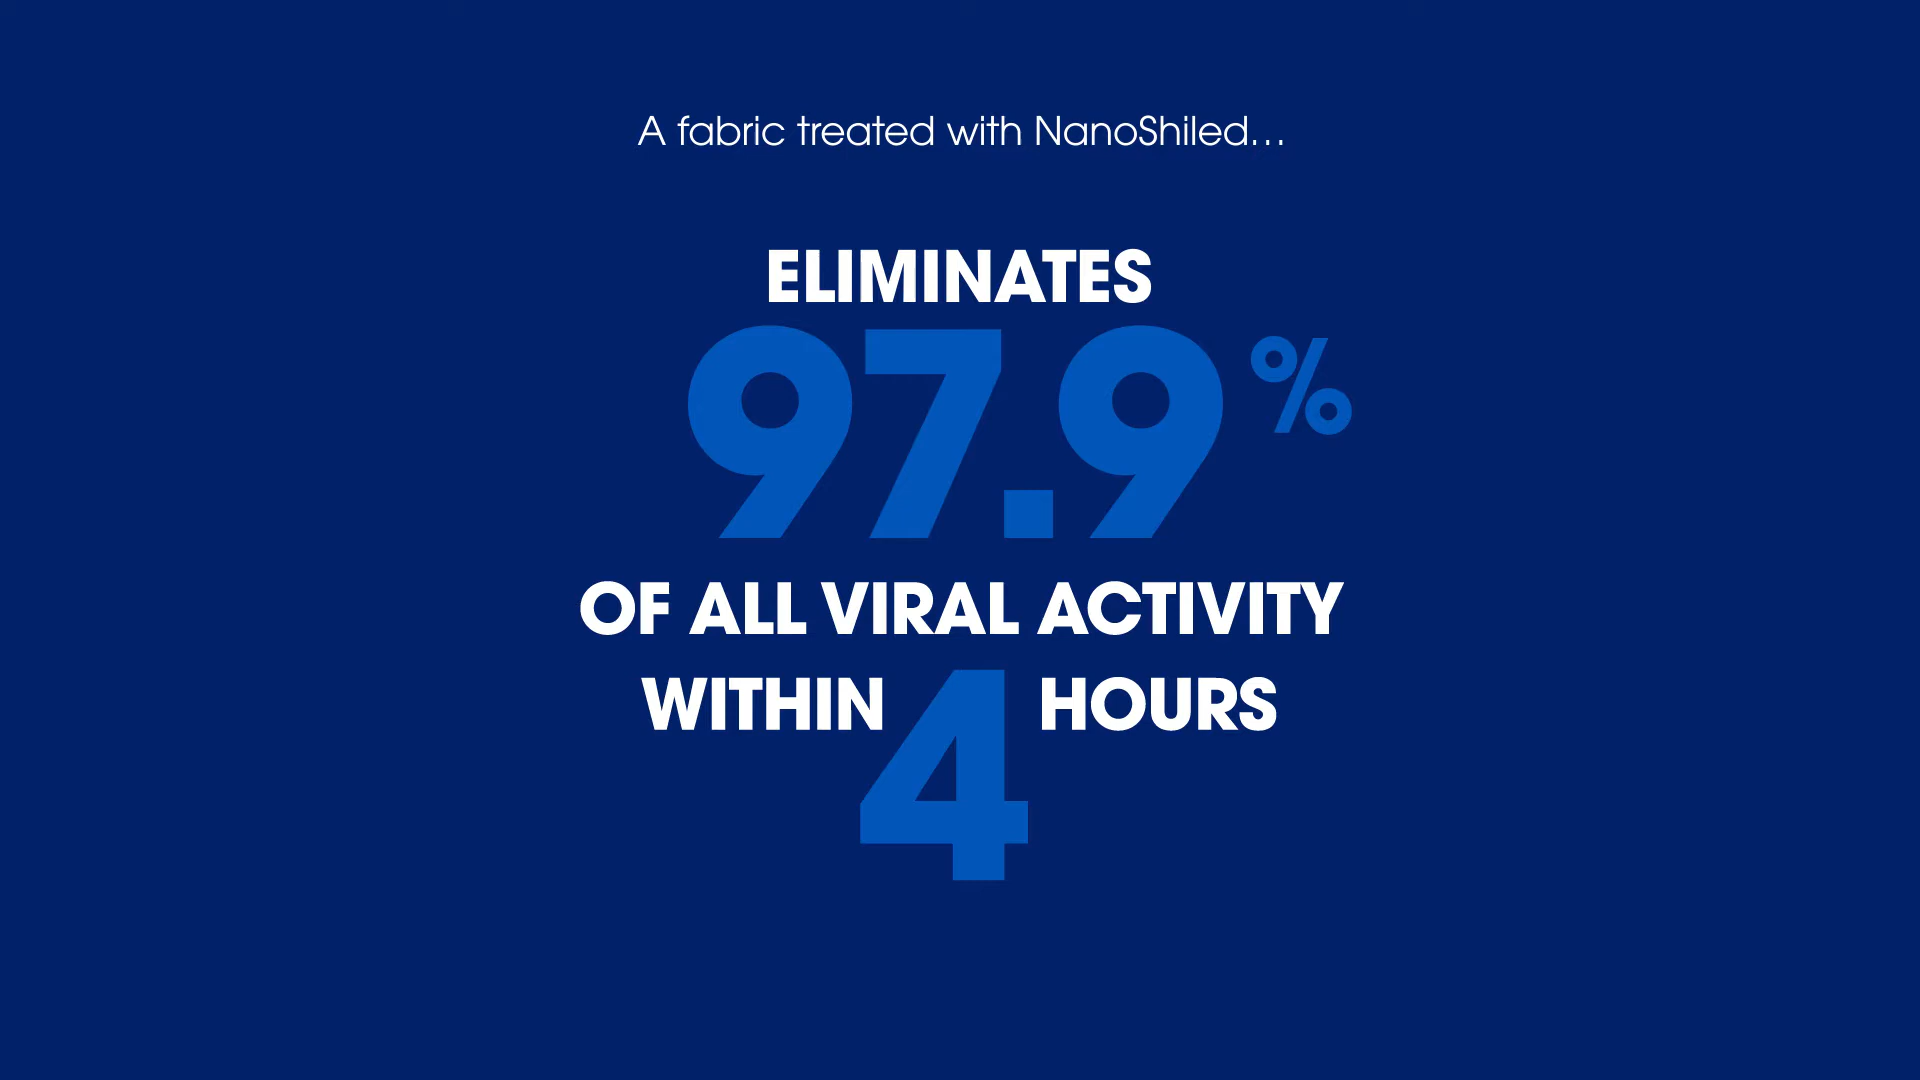 A fabric treated with NanoShiled...
ELIMINATES
97.9%
OF ALL VIRAL ACTIVITY
WITHIN 4 HOURS